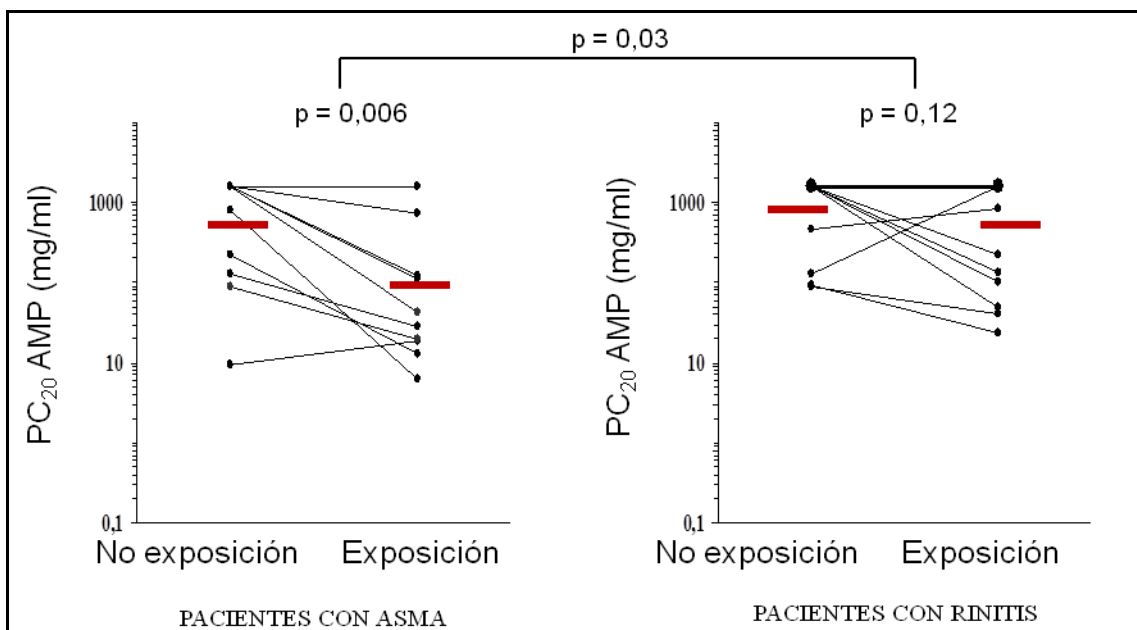 p = 0,03
p = 0,006
p = 0,12
PC20 AMP (mg/ml)
1000
10
0,1
No exposición Exposición
PACIENTES CON ASMA
PC20 AMP (mg/ml)
1000
10
0,1
No exposición Exposición
PACIENTES CON RINITIS